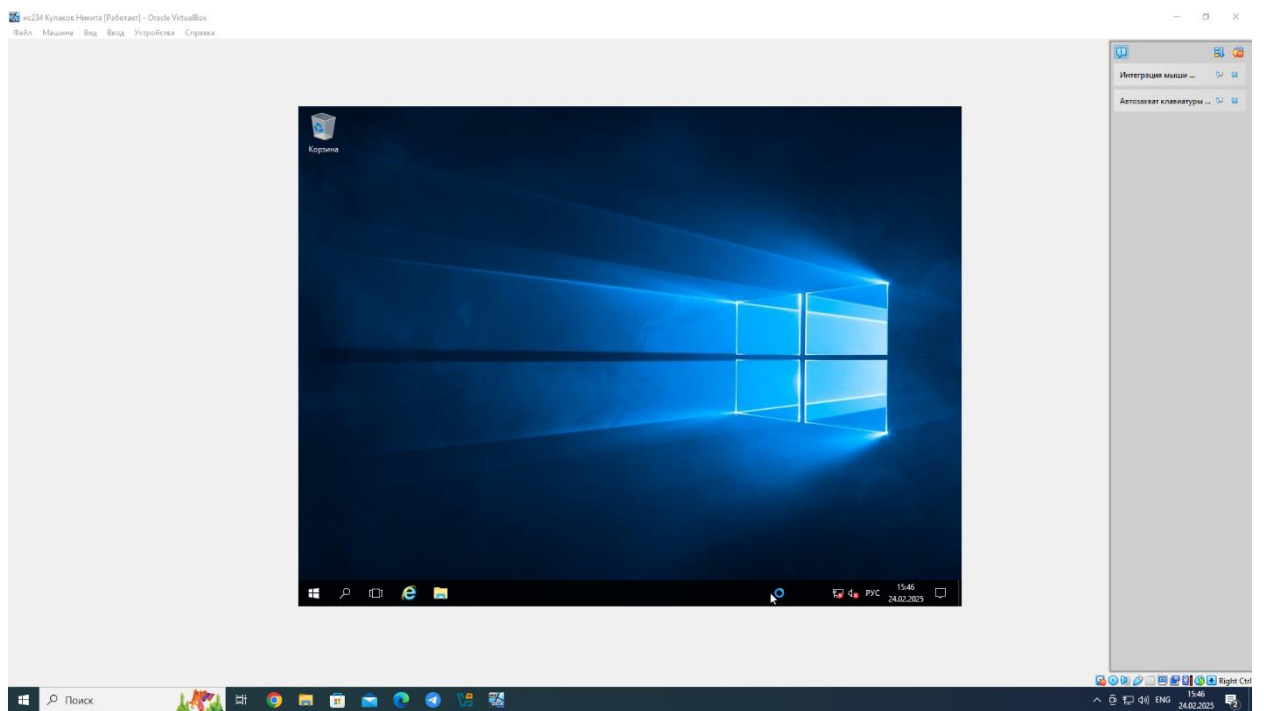 ис234 Кулаков Никита [Работает] - Oracle VirtualBox
Файл Машина Вид Ввод Устройства Справка
Интеграция мыши ...
Автозахват клавиатуры ...
Корзина
РУС
15:46
24.02.2025
Right Ctrl
Поиск
ENG
15:46
24.02.2025